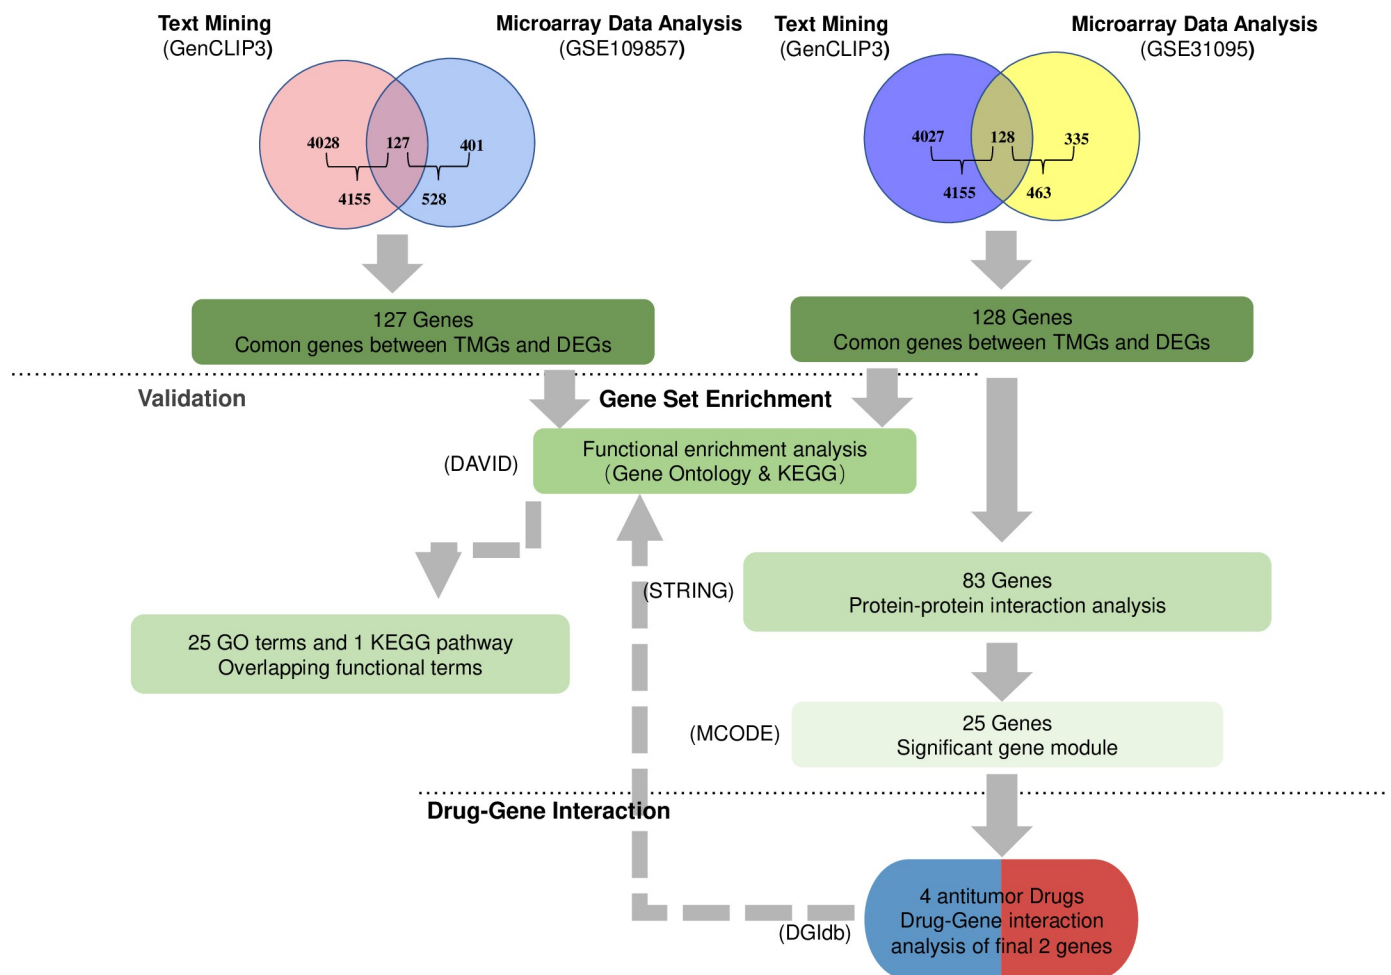 Text Mining
(GenCLIP3)
Microarray Data Analysis
(GSE109857)
Text Mining
(GenCLIP3)
Microarray Data Analysis
(GSE31095)
4028
127
401
4155
528
4027
128
335
4155
463
127 Genes
Comon genes between TMGs and DEGs
128 Genes
Comon genes between TMGs and DEGs
Validation
Gene Set Enrichment
(DAVID)
Functional enrichment analysis
(Gene Ontology & KEGG)
(STRING)
83 Genes
Protein-protein interaction analysis
25 GO terms and 1 KEGG pathway
Overlapping functional terms
(MCODE)
25 Genes
Significant gene module
Drug-Gene Interaction
4 antitumor Drugs
Drug-Gene interaction
analysis of final 2 genes
(DGIdb)